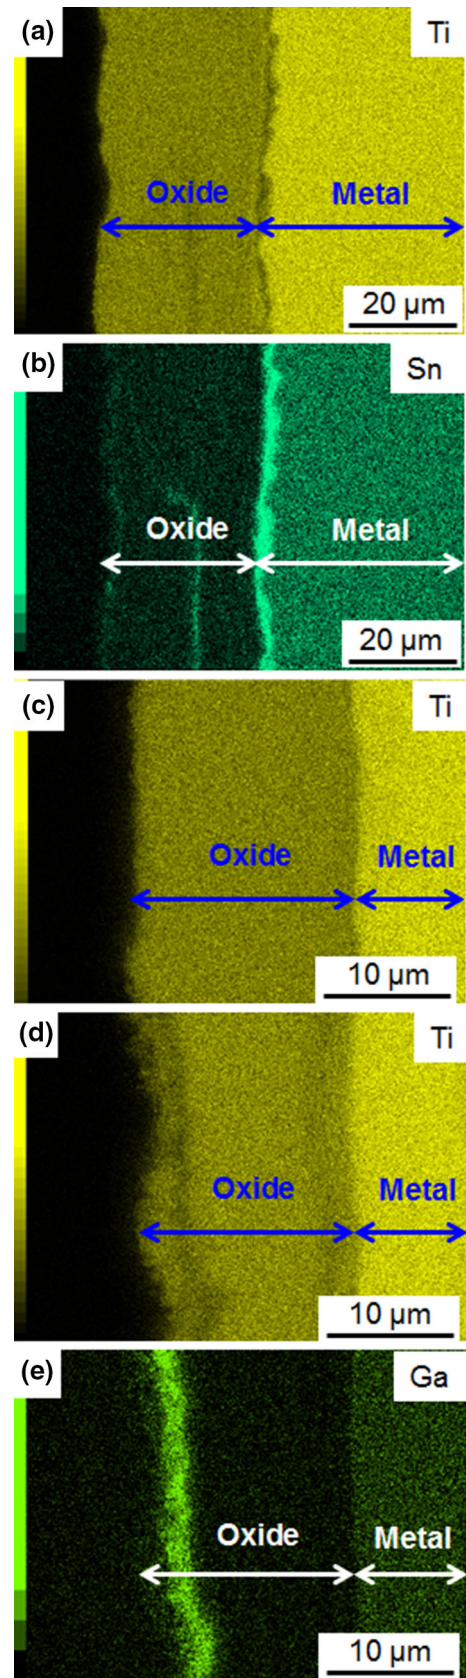 (a) Ti
Oxide Metal
20 µm
(b) Sn
Oxide Metal
20 µm
(c) Ti
Oxide Metal
10 µm
(d) Ti
Oxide Metal
10 µm
(e) Ga
Oxide Metal
10 µm